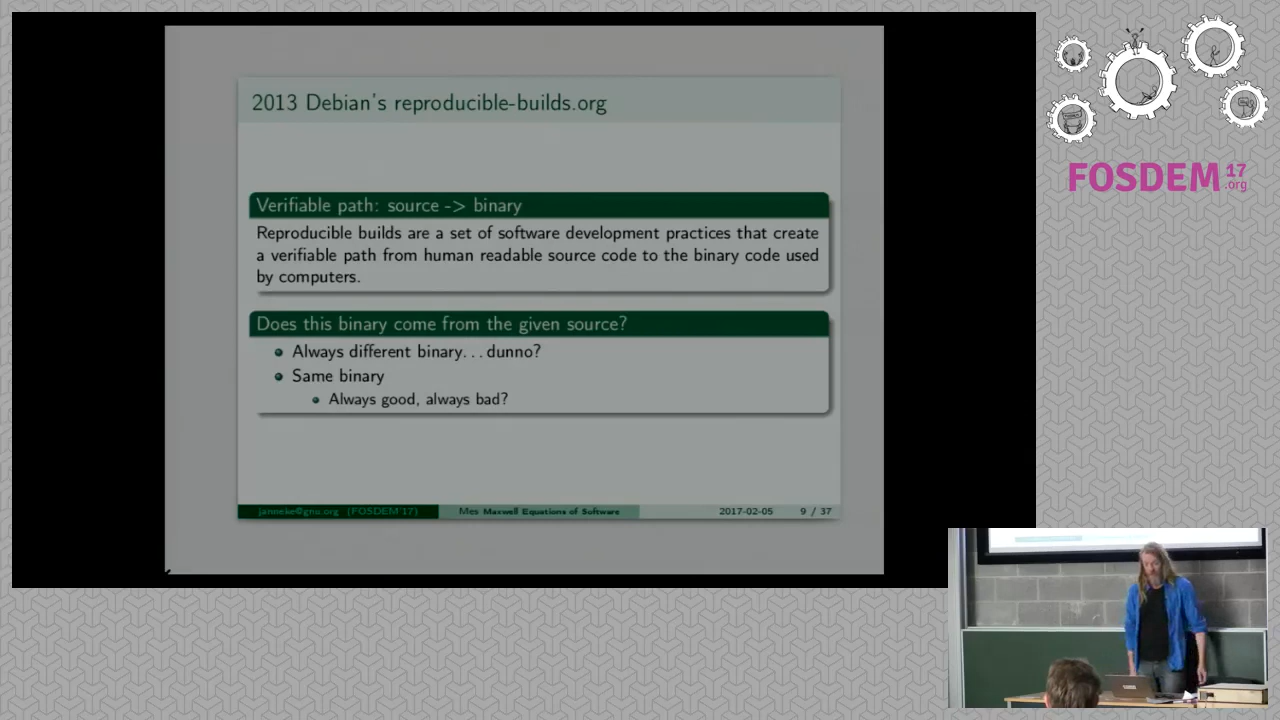 2013 Debian's reproducible-builds.org
Verifiable path: source -> binary
Reproducible builds are a set of software development practices that create
a verifiable path from human readable source code to the binary code used
by computers.
Does this binary come from the given source?
Always different binary. . . dunno?
Same binary
Always good, always bad?
janneke@gnu.org (FOSDEM'17)
Mes Maxwell Equations of Software
2017-02-05
9 / 37
FOSDEM 17
.org